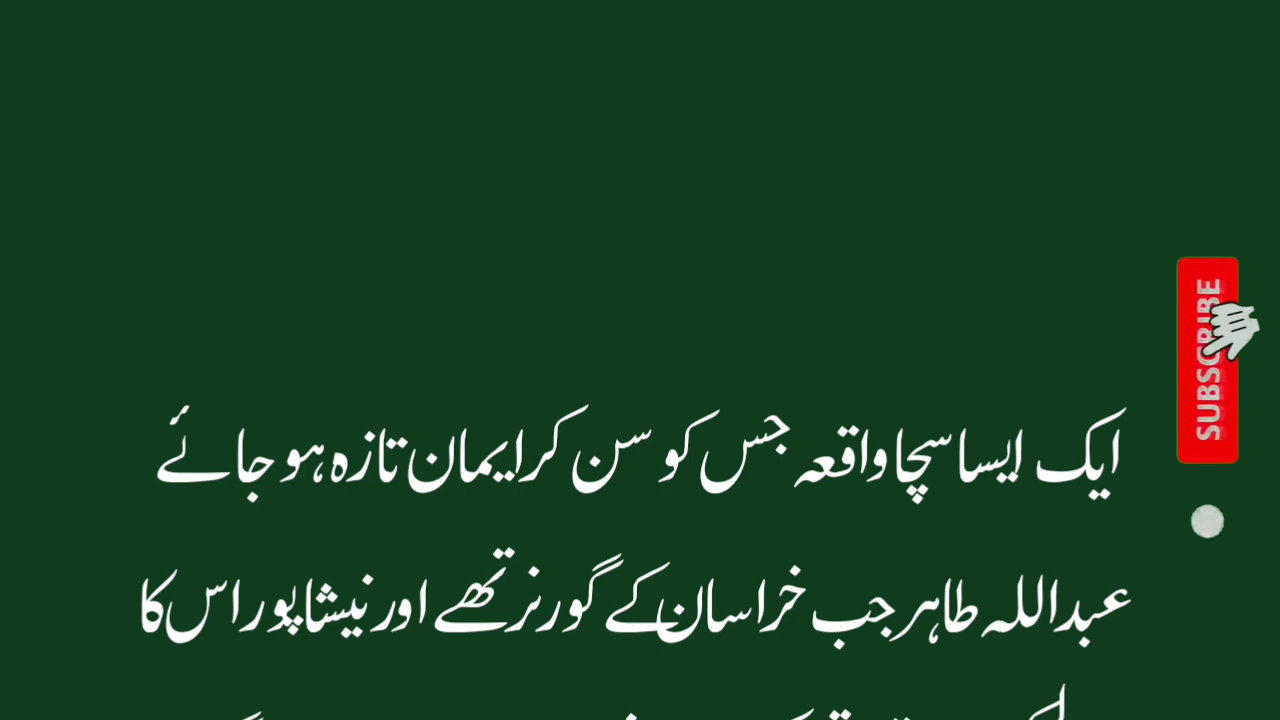 SUBSCRIBE
ایک ایسا سچا واقعہ جس کو سن کر ایمان تازہ ہو جائے
عبداللہ طاہر جب خراسان کے گورنر تھے اور نیشاپور اس کا